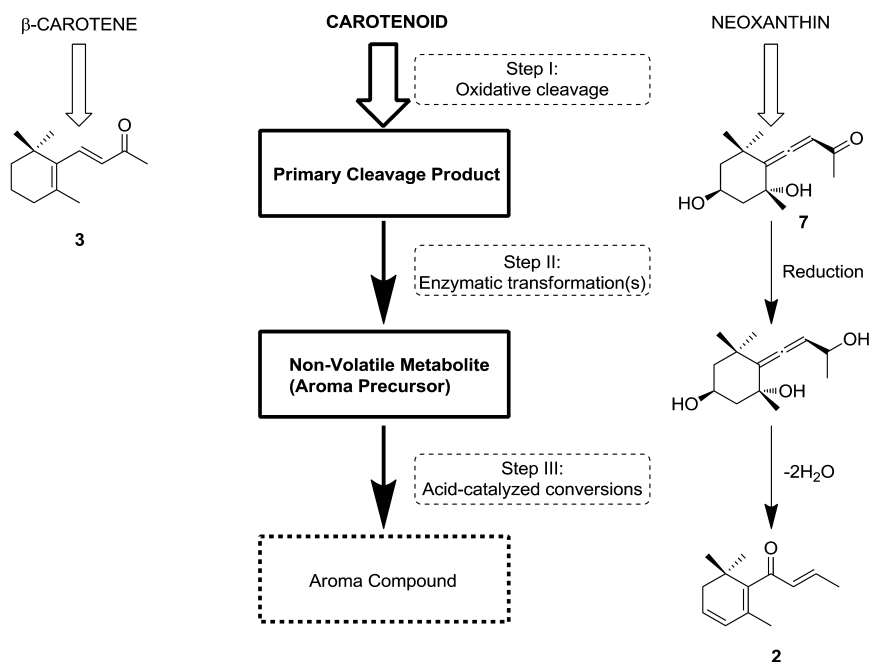 β-CAROTENE
CAROTENOID
NEOXANTHIN
Step I:
Oxidative cleavage
O
3
Primary Cleavage Product
O
OH
HO
7
Step II:
Enzymatic transformation(s)
Reduction
Non-Volatile Metabolite
(Aroma Precursor)
OH
OH
HO
Step III:
Acid-catalyzed conversions
-2H₂O
Aroma Compound
O
2